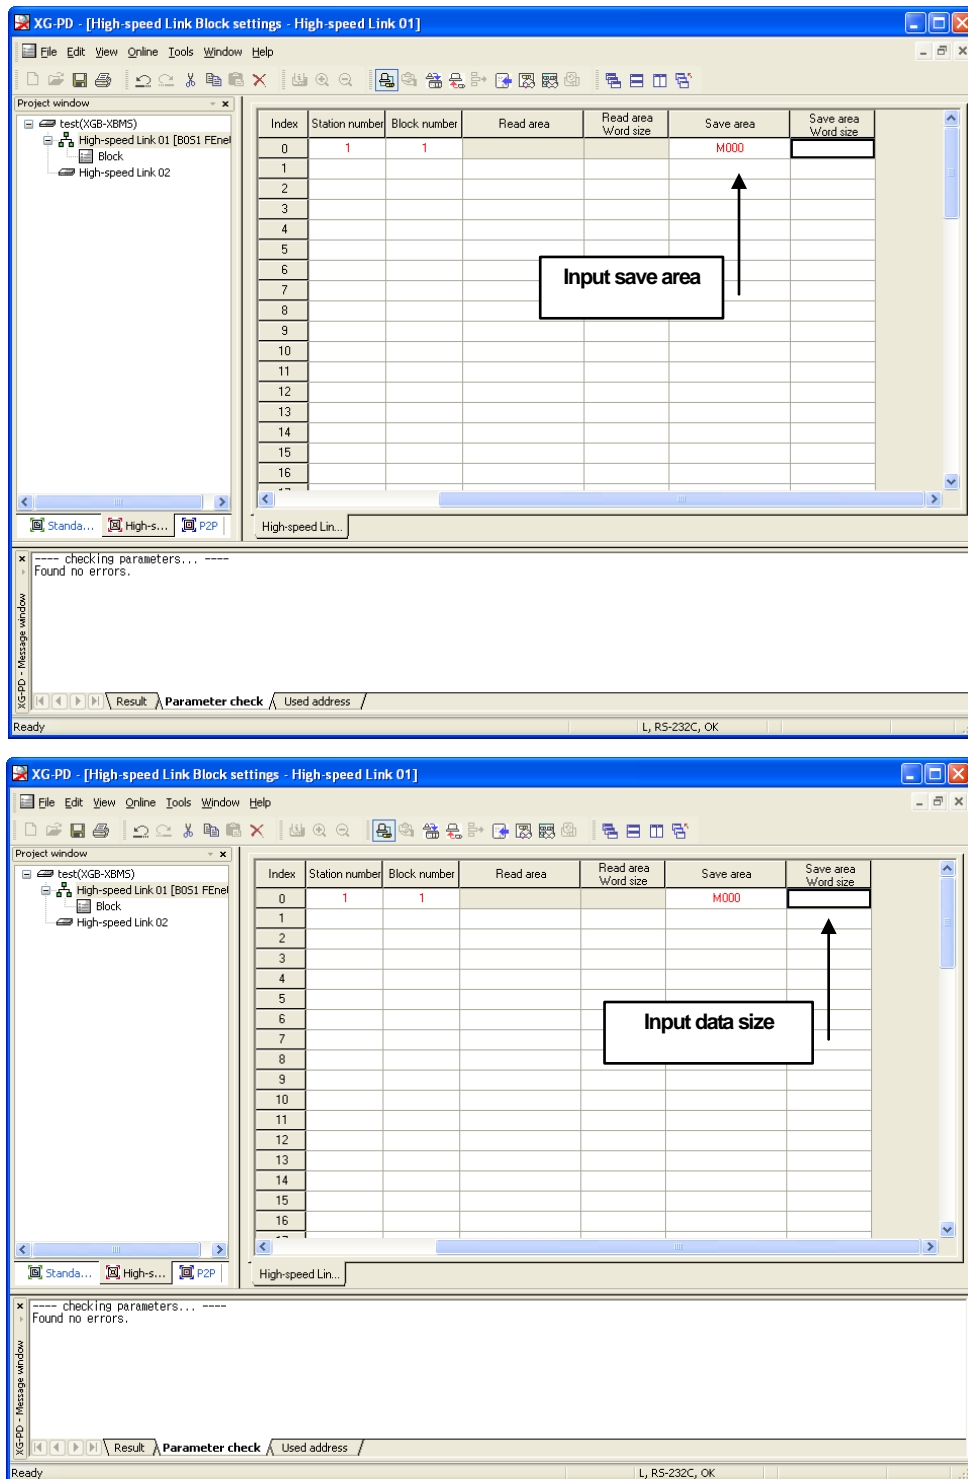 XG-PD - [High-speed Link Block settings - High-speed Link 01]
File Edit View Online Tools Window Help
Project window
test(XGB-XBMS)
High-speed Link 01 [B0S1 FEnet
Block
High-speed Link 02
Standa... High-s... P2P
Index Station number Block number Read area Read area Word size Save area Save area Word size
0 1 1 M000
1
2
3
4
5
6
7
8
9
10
11
12
13
14
15
16
Input save area
High-speed Lin...
---- checking parameters... ----
Found no errors.
XG-PD - Message window
Result Parameter check Used address
Ready L, RS-232C, OK
XG-PD - [High-speed Link Block settings - High-speed Link 01]
File Edit View Online Tools Window Help
Project window
test(XGB-XBMS)
High-speed Link 01 [B0S1 FEnet
Block
High-speed Link 02
Standa... High-s... P2P
Index Station number Block number Read area Read area Word size Save area Save area Word size
0 1 1 M000
1
2
3
4
5
6
7
8
9
10
11
12
13
14
15
16
Input data size
High-speed Lin...
---- checking parameters... ----
Found no errors.
XG-PD - Message window
Result Parameter check Used address
Ready L, RS-232C, OK